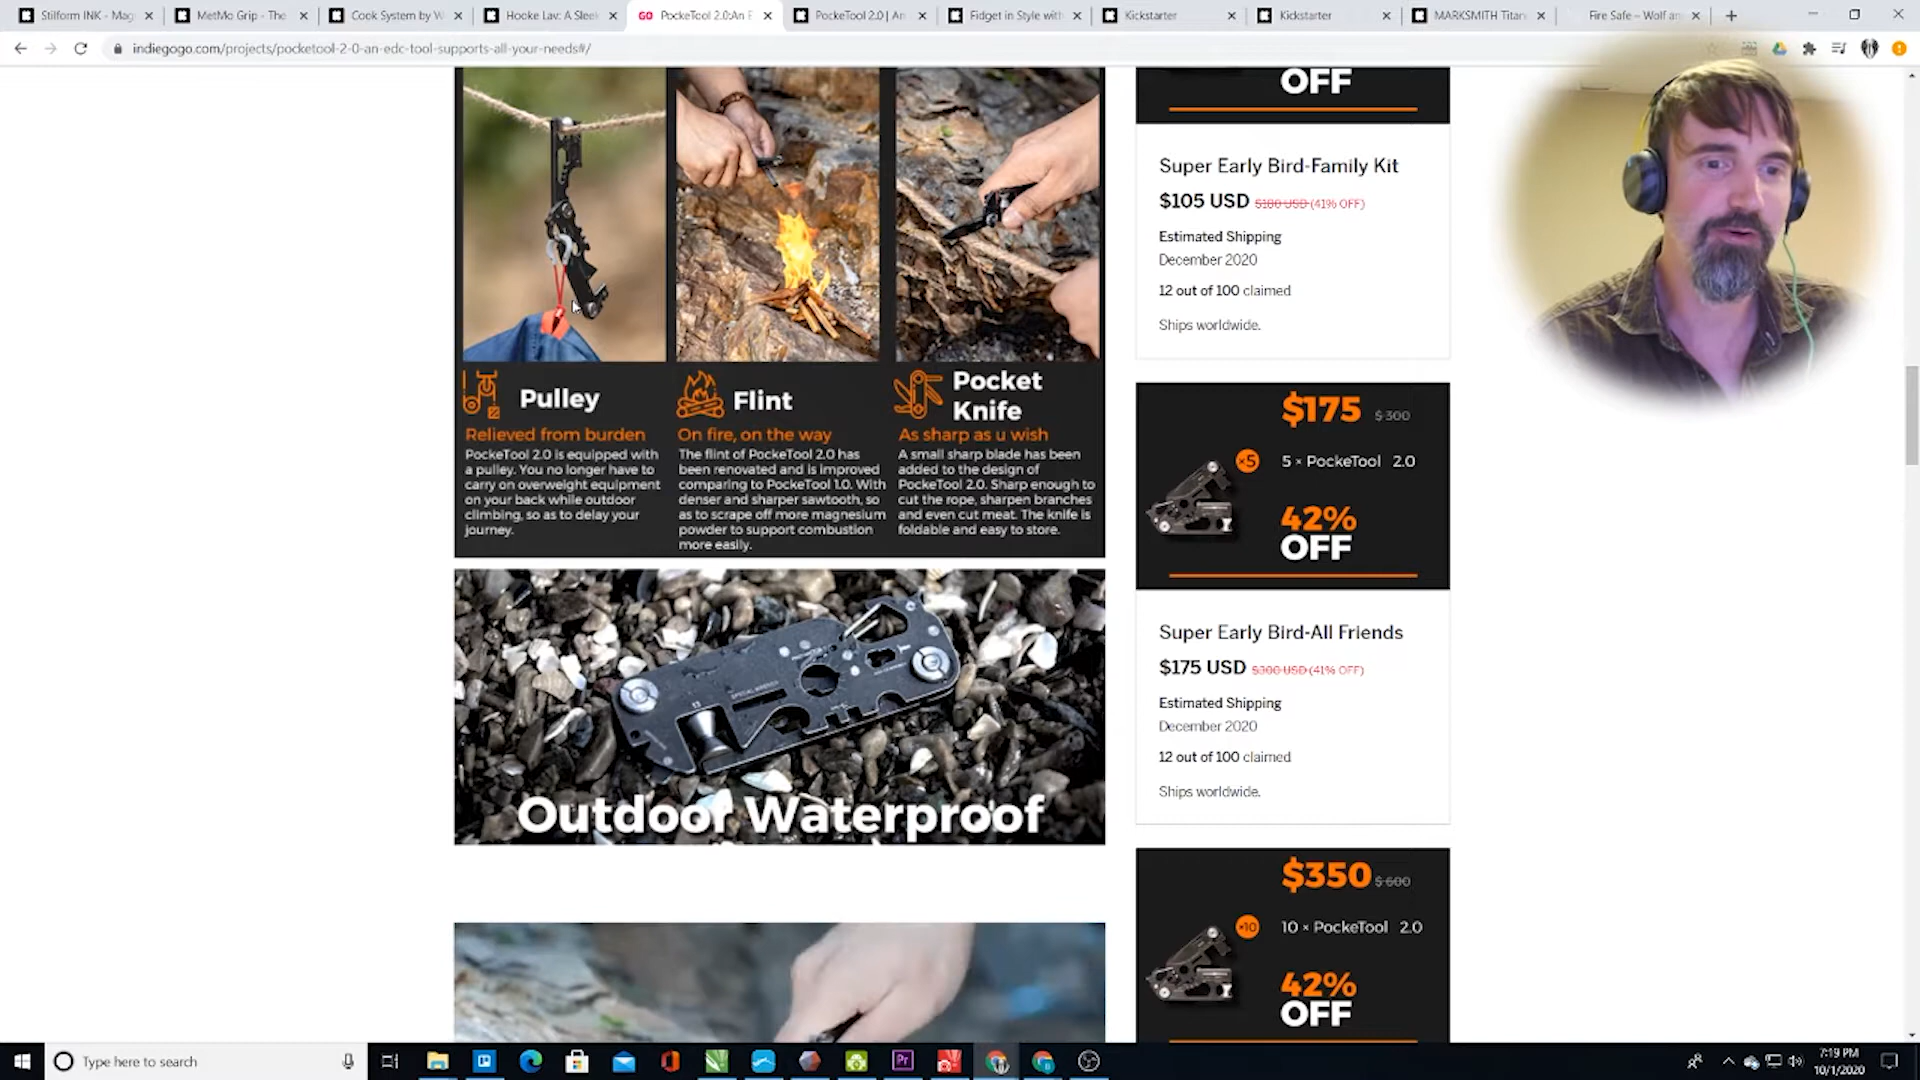 Stilform INK - Mag
MetMo Grip - The
Cook System by W
Hooke Lav: A Sleek
GO PockeTool 2.0:An E
PockeTool 2.0 | An
Fidget in Style with
Kickstarter
Kickstarter
MARKSMITH Titan
Fire Safe – Wolf an
indiegogo.com/projects/pocketool-2-0-an-edc-tool-supports-all-your-needs#/
Pulley
Relieved from burden
PockeTool 2.0 is equipped with
a pulley. You no longer have to
carry on overweight equipment
on your back while outdoor
climbing, so as to delay your
journey.
Flint
On fire, on the way
The flint of PockeTool 2.0 has
been renovated and is improved
comparing to PockeTool 1.0. With
denser and sharper sawtooth, so
as to scrape off more magnesium
powder to support combustion
more easily.
Pocket
Knife
As sharp as u wish
A small sharp blade has been
added to the design of
PockeTool 2.0. Sharp enough to
cut the rope, sharpen branches
and even cut meat. The knife is
foldable and easy to store.
SPECIAL WRENCH
Outdoor Waterproof
OFF
Super Early Bird-Family Kit
$105 USD $180 USD (41% OFF)
Estimated Shipping
December 2020
12 out of 100 claimed
Ships worldwide.
$175 $300
×5 5 × PockeTool 2.0
42%
OFF
Super Early Bird-All Friends
$175 USD $300 USD (41% OFF)
Estimated Shipping
December 2020
12 out of 100 claimed
Ships worldwide.
$350 $600
×10 10 × PockeTool 2.0
42%
OFF
Type here to search
7:19 PM
10/1/2020